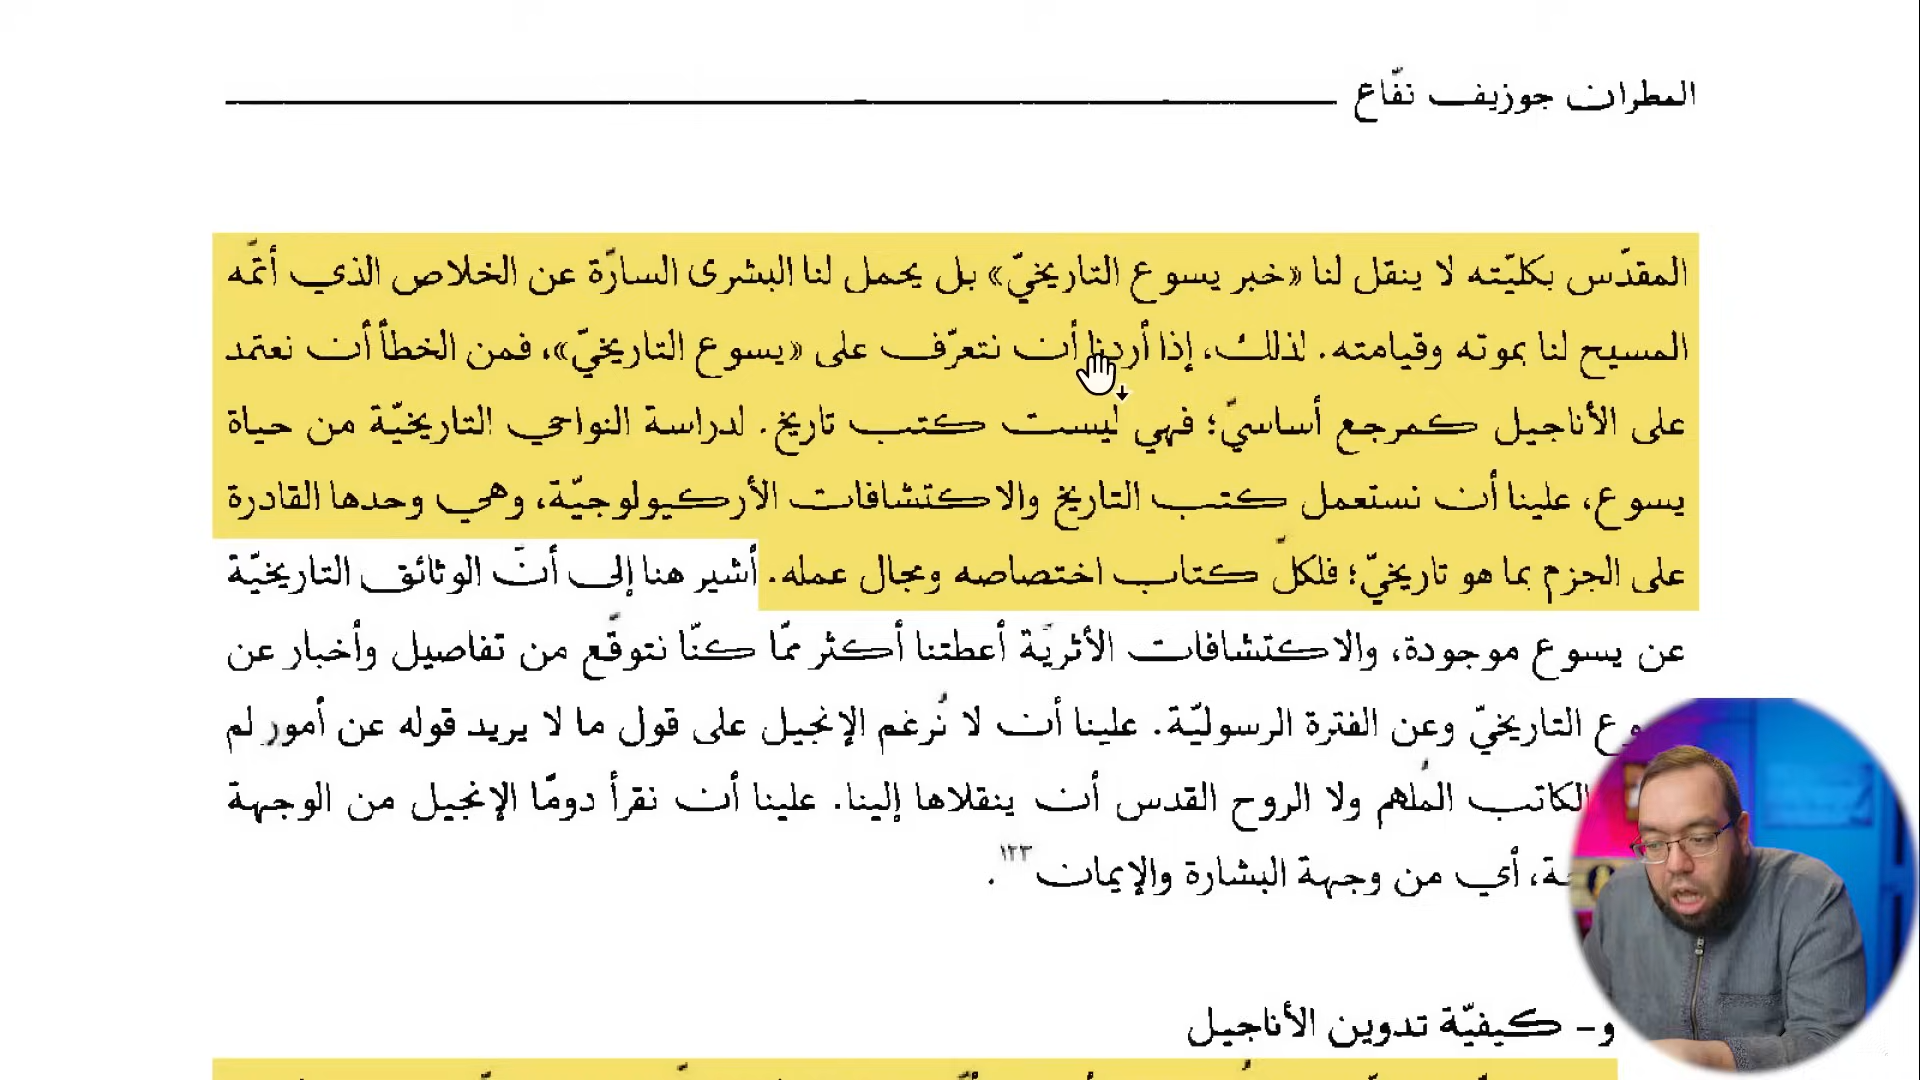 المطران جوزيف نفّاع
المقدّس بكليّته لا ينقل لنا «خبر يسوع التاريخيّ» بل يحمل لنا البشرى السارّة عن الخلاص الذي أتمّه
المسيح لنا بموته وقيامته. لذلك، إذا أردنا أن نتعرّف على «يسوع التاريخيّ»، فمن الخطأ أن نعتمد
على الأناجيل كمرجع أساسيّ؛ فهي ليست كتب تاريخ. لدراسة النواحي التاريخيّة من حياة
يسوع، علينا أن نستعمل كتب التاريخ والاكتشافات الأركيولوجيّة، وهي وحدها القادرة
على الجزم بما هو تاريخيّ؛ فلكلّ كتاب اختصاصه ومجال عمله. أشير هنا إلى أنّ الوثائق التاريخيّة
عن يسوع موجودة، والاكتشافات الأثريّة أعطتنا أكثر ممّا كنّا نتوقّع من تفاصيل وأخبار عن
التاريخيّ وعن الفترة الرسوليّة. علينا أن لا نُرغم الإنجيل على قول ما لا يريد قوله عن أمور لم
الكاتب المُلهم ولا الروح القدس أن ينقلاها إلينا. علينا أن نقرأ دومًا الإنجيل من الوجهة
أي من وجهة البشارة والإيمان ١٢٣.
و- كيفيّة تدوين الأناجيل